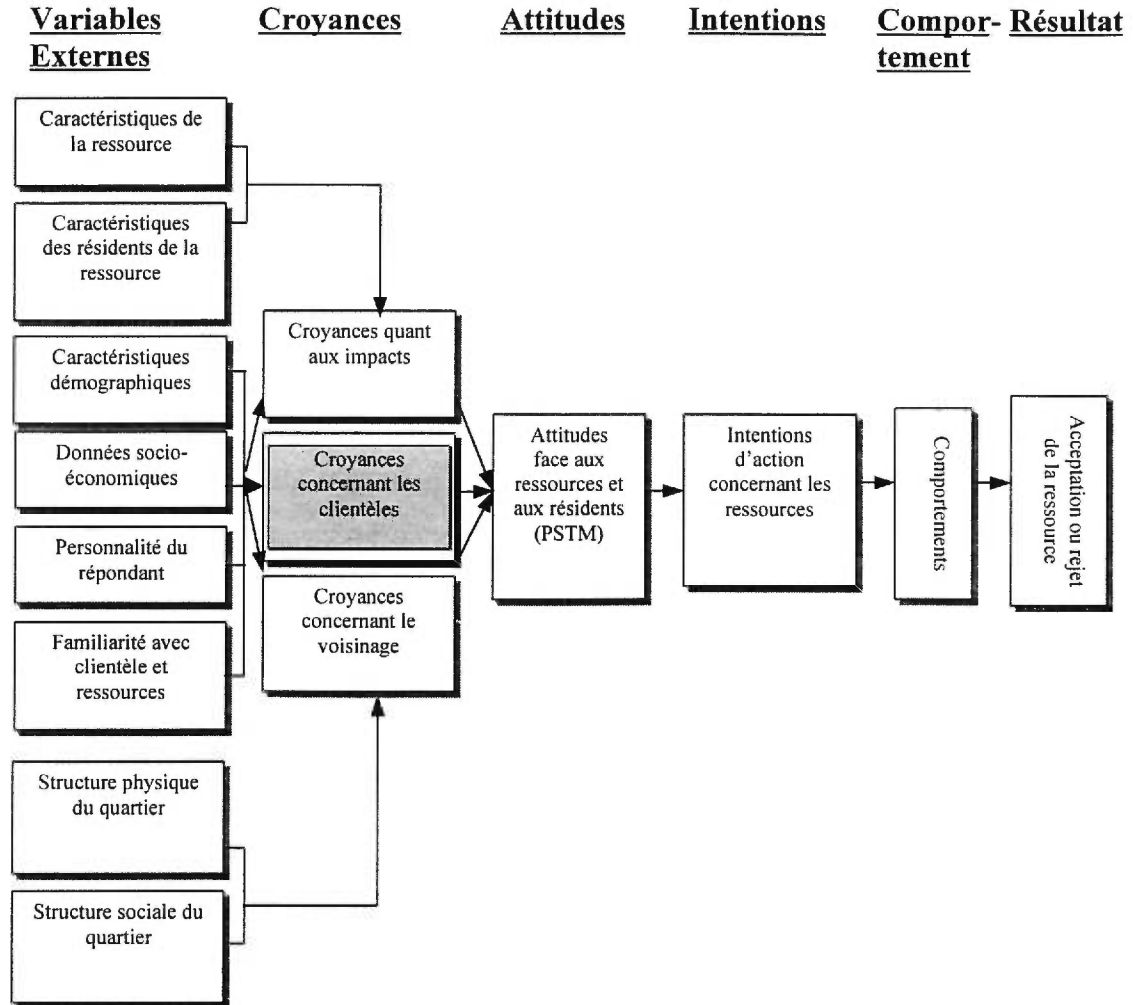 Variables
Externes
Croyances
Attitudes
Intentions
Compor-
tement
Résultat
Caractéristiques de
la ressource
Caractéristiques
des résidents de la
ressource
Caractéristiques
démographiques
Données socio-
économiques
Personnalité du
répondant
Familiarité avec
clientèle et
ressources
Structure physique
du quartier
Structure sociale du
quartier
Croyances quant
aux impacts
Croyances
concernant les
clientèles
Croyances
concernant le
voisinage
Attitudes
face aux
ressources et
aux résidents
(PSTM)
Intentions
d'action
concernant les
ressources
Comportements
Acceptation ou rejet
de la ressource